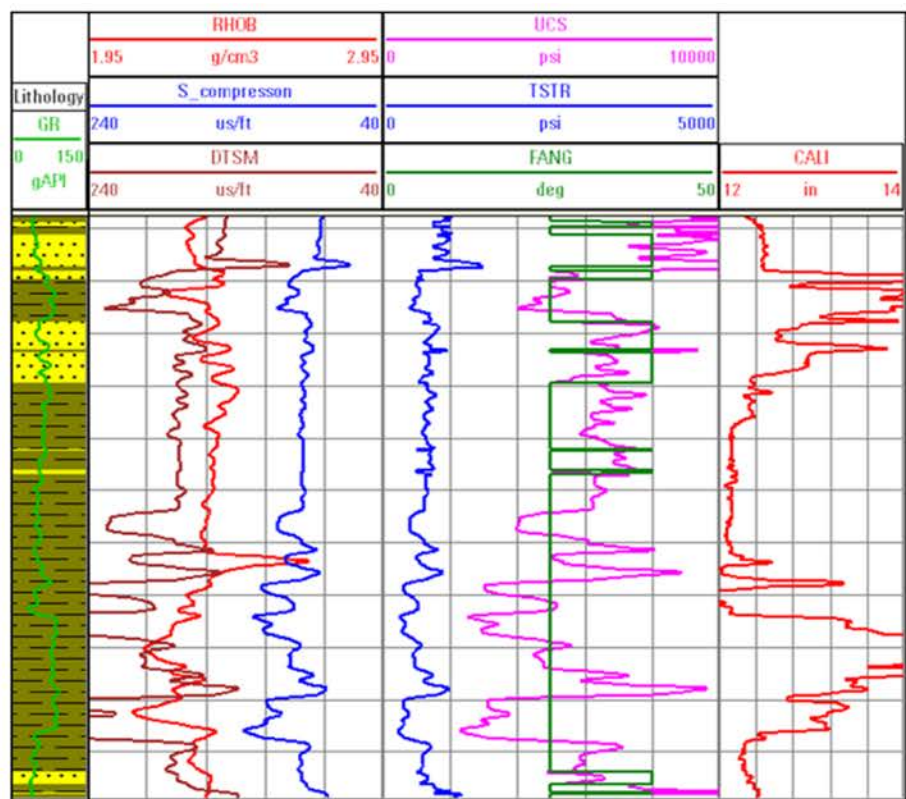 RHOB
1.95 g/cm3 2.95
UCS
0 psi 10000
Lithology
S_compresson
240 us/ft 40
TSTR
0 psi 5000
GR
0 150
gAPI
DTSM
240 us/ft 40
FANG
0 deg 50
CALI
12 in 14